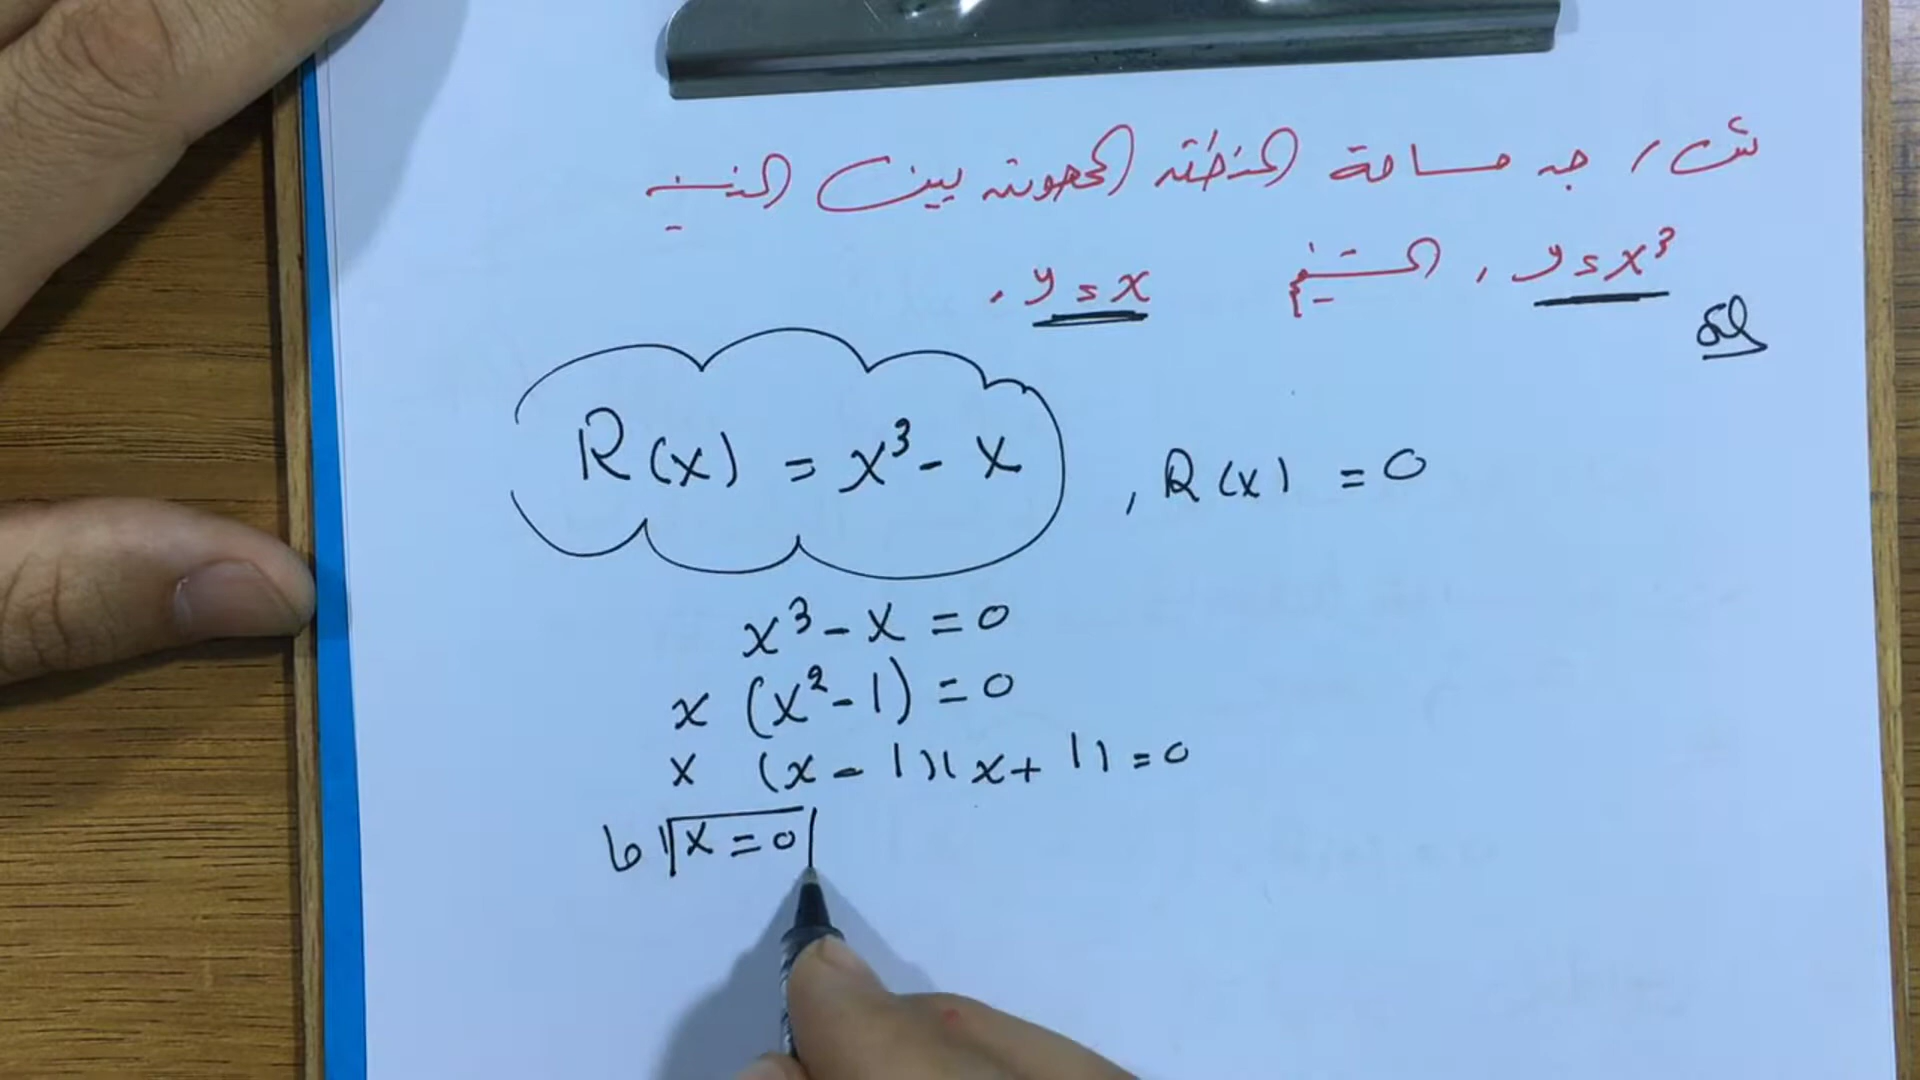 س / جد مساحة المنطقة المحصورة بين المنحني
y = x³ , المستقيم y = x .
الحل
R(x) = x³ - x , R(x) = 0
x³ - x = 0
x (x² - 1) = 0
x (x - 1)(x + 1) = 0
اما x = 0